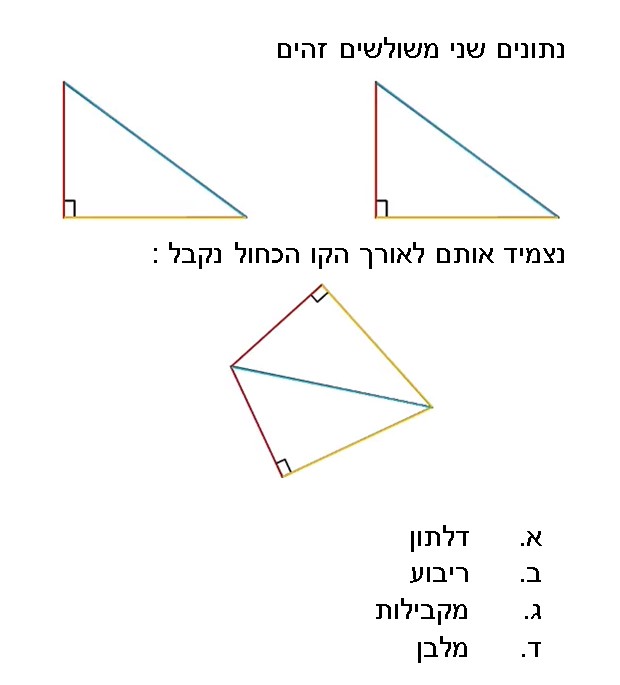 נתונים שני משולשים זהים
נצמיד אותם לאורך הקו הכחול נקבל :
א. דלתון
ב. ריבוע
ג. מקבילות
ד. מלבן